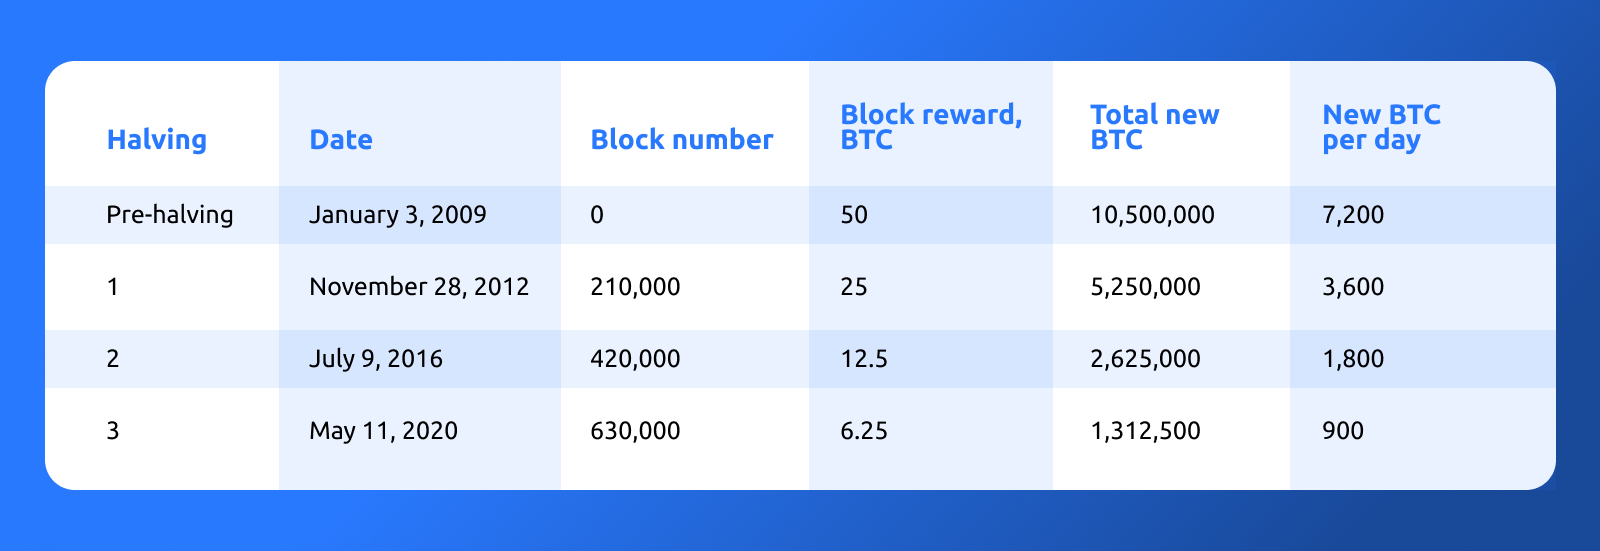 Halving Date Block number Block reward, BTC Total new BTC New BTC per day
Pre-halving January 3, 2009 0 50 10,500,000 7,200
1 November 28, 2012 210,000 25 5,250,000 3,600
2 July 9, 2016 420,000 12.5 2,625,000 1,800
3 May 11, 2020 630,000 6.25 1,312,500 900